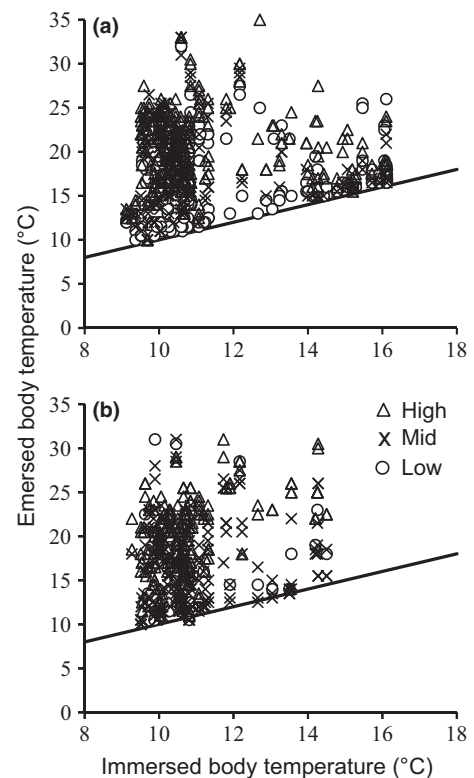 (a)
35
30
25
20
15
10
5
0
8 10 12 14 16 18
Emersed body temperature (°C)
(b)
High
Mid
Low
35
30
25
20
15
10
5
0
8 10 12 14 16 18
Immersed body temperature (°C)